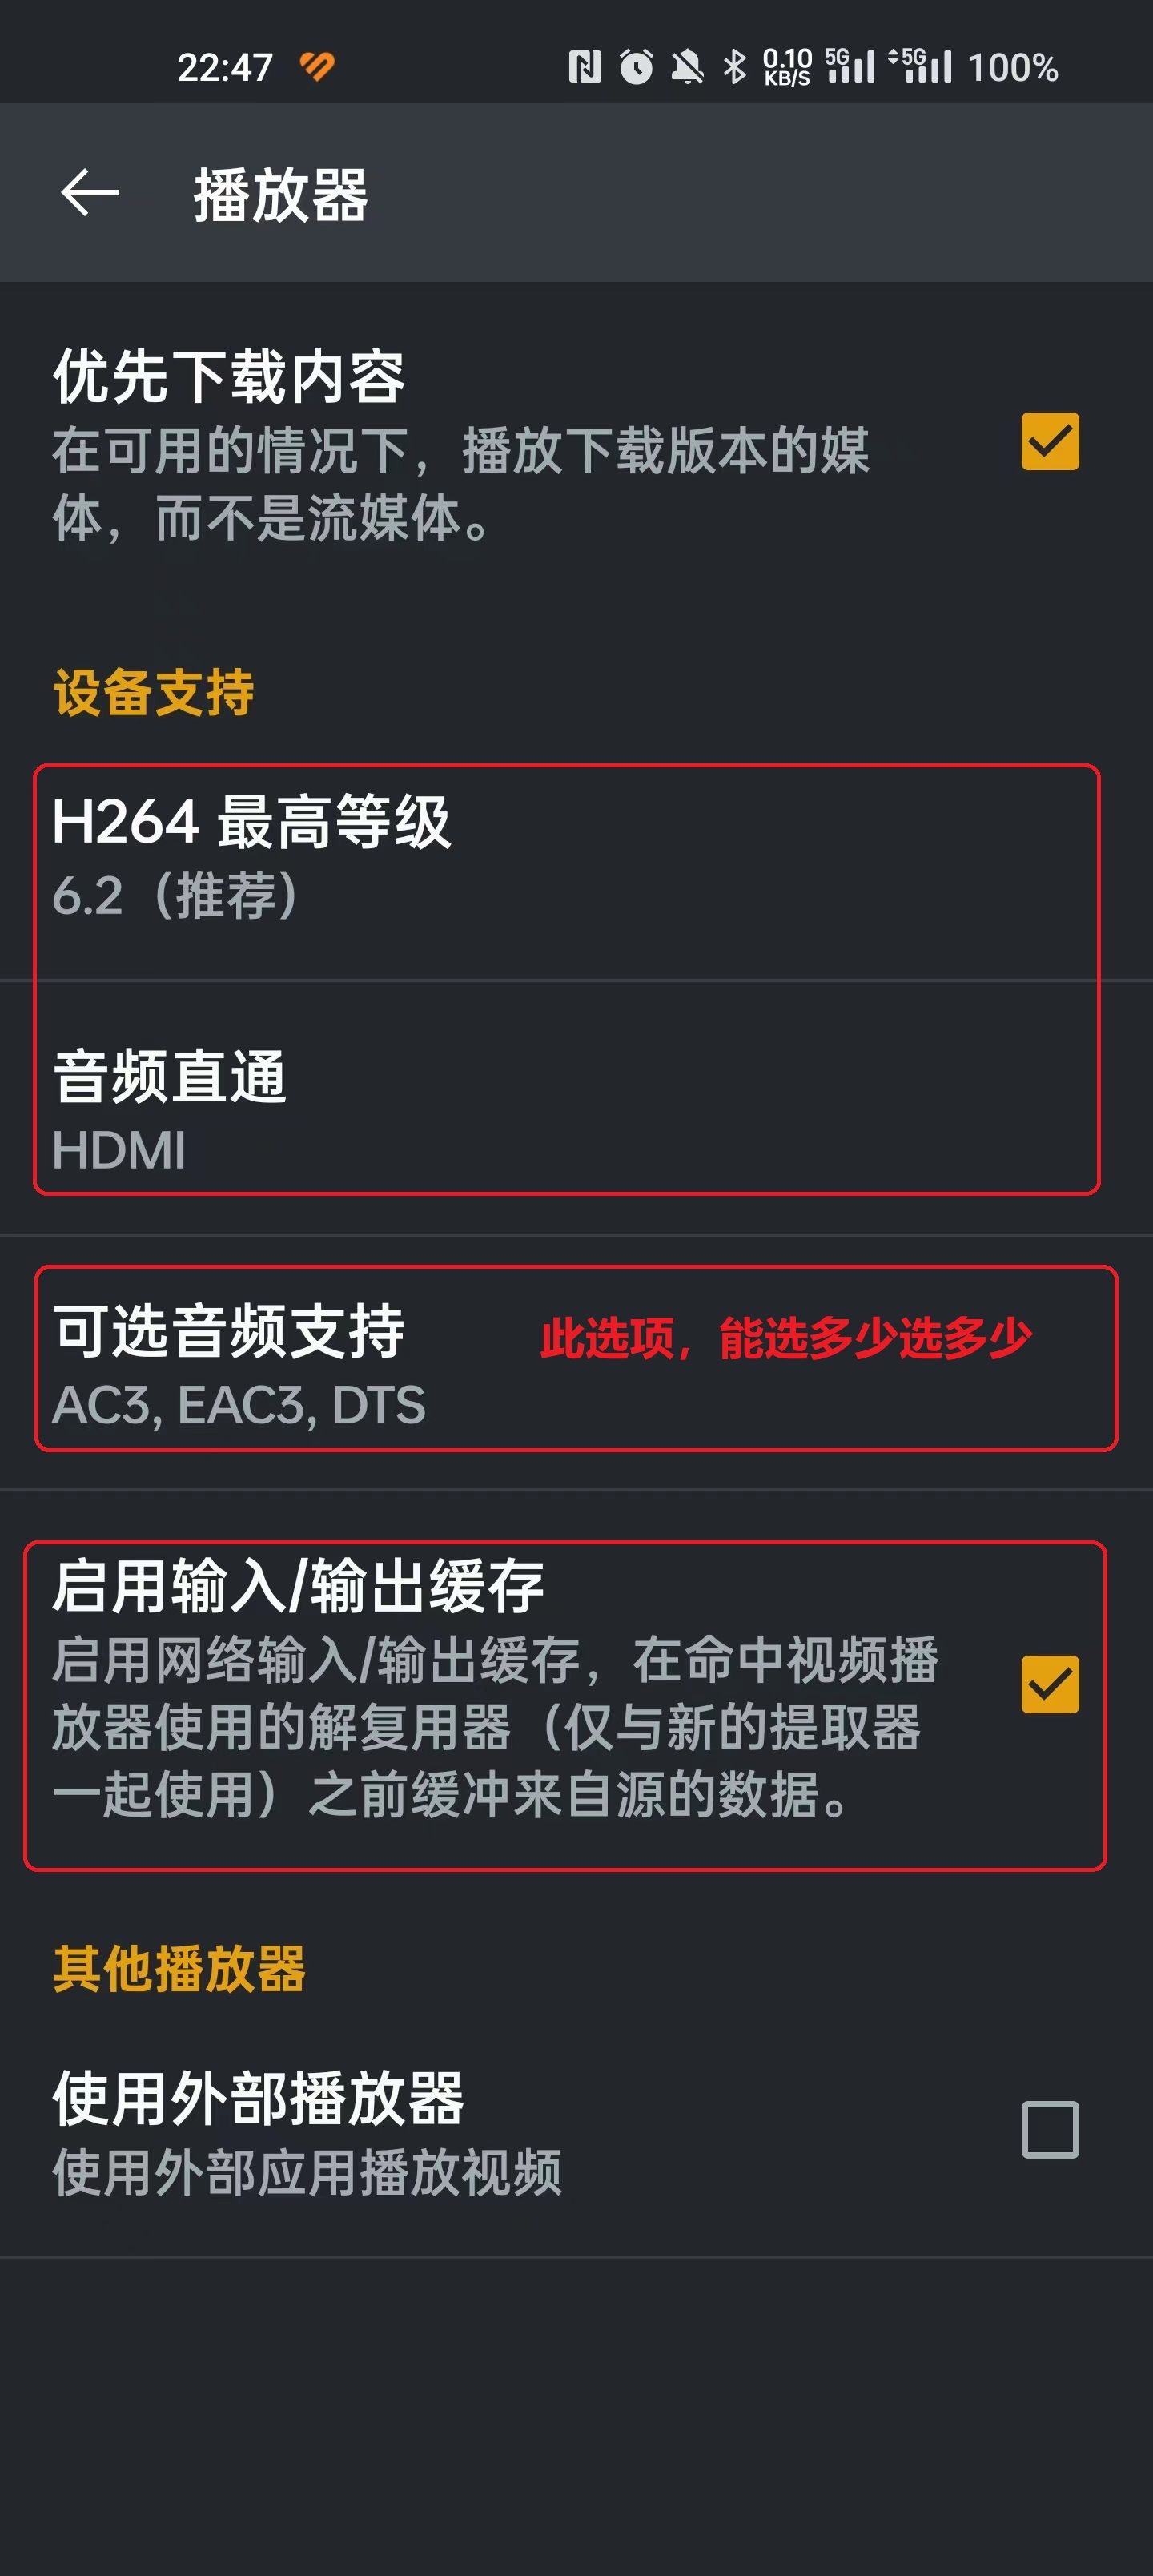 22:47 0.10 KB/S 5G 5G 100%
播放器
优先下载内容
在可用的情况下，播放下载版本的媒
体，而不是流媒体。
设备支持
H264 最高等级
6.2（推荐）
音频直通
HDMI
可选音频支持 此选项，能选多少选多少
AC3, EAC3, DTS
启用输入/输出缓存
启用网络输入/输出缓存，在命中视频播
放器使用的解复用器（仅与新的提取器
一起使用）之前缓冲来自源的数据。
其他播放器
使用外部播放器
使用外部应用播放视频